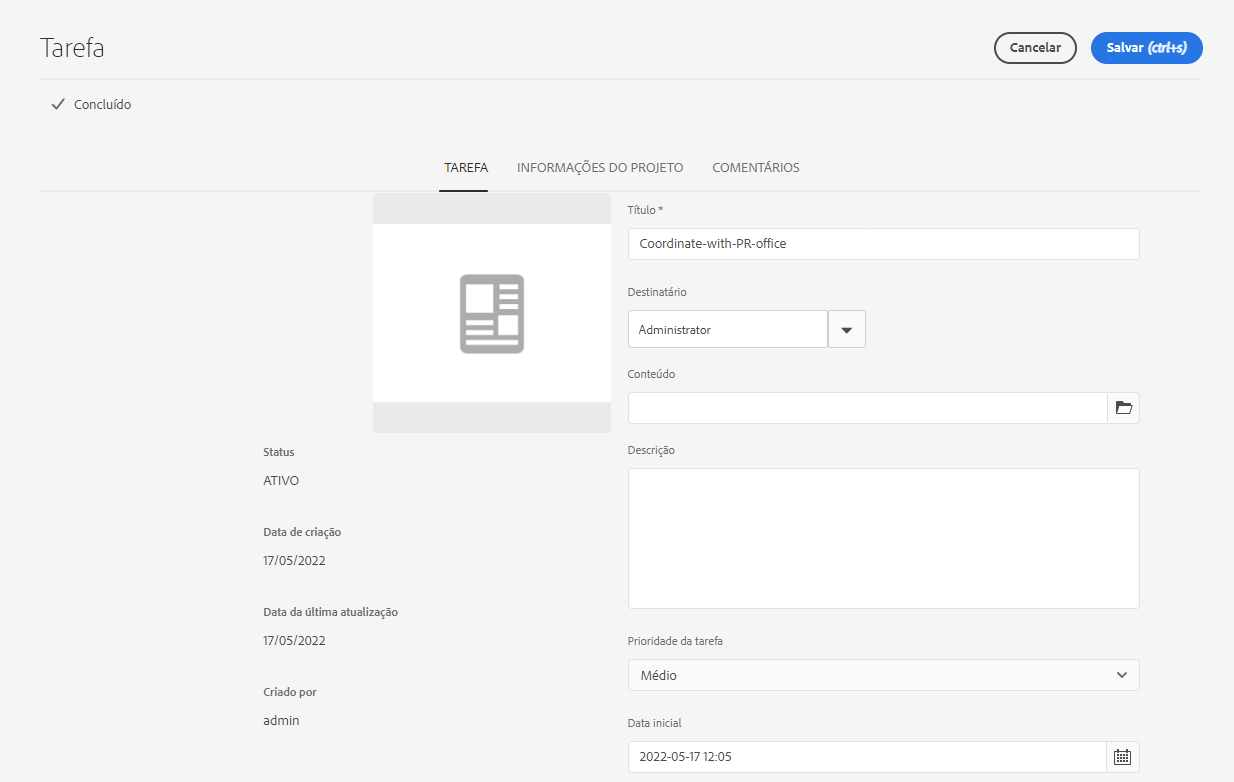 Tarefa
Cancelar
Salvar (ctrl+s)
Concluído
TAREFA
INFORMAÇÕES DO PROJETO
COMENTÁRIOS
Título *
Coordinate-with-PR-office
Destinatário
Administrator
Conteúdo
Descrição
Status
ATIVO
Data de criação
17/05/2022
Data da última atualização
17/05/2022
Criado por
admin
Prioridade da tarefa
Médio
Data inicial
2022-05-17 12:05